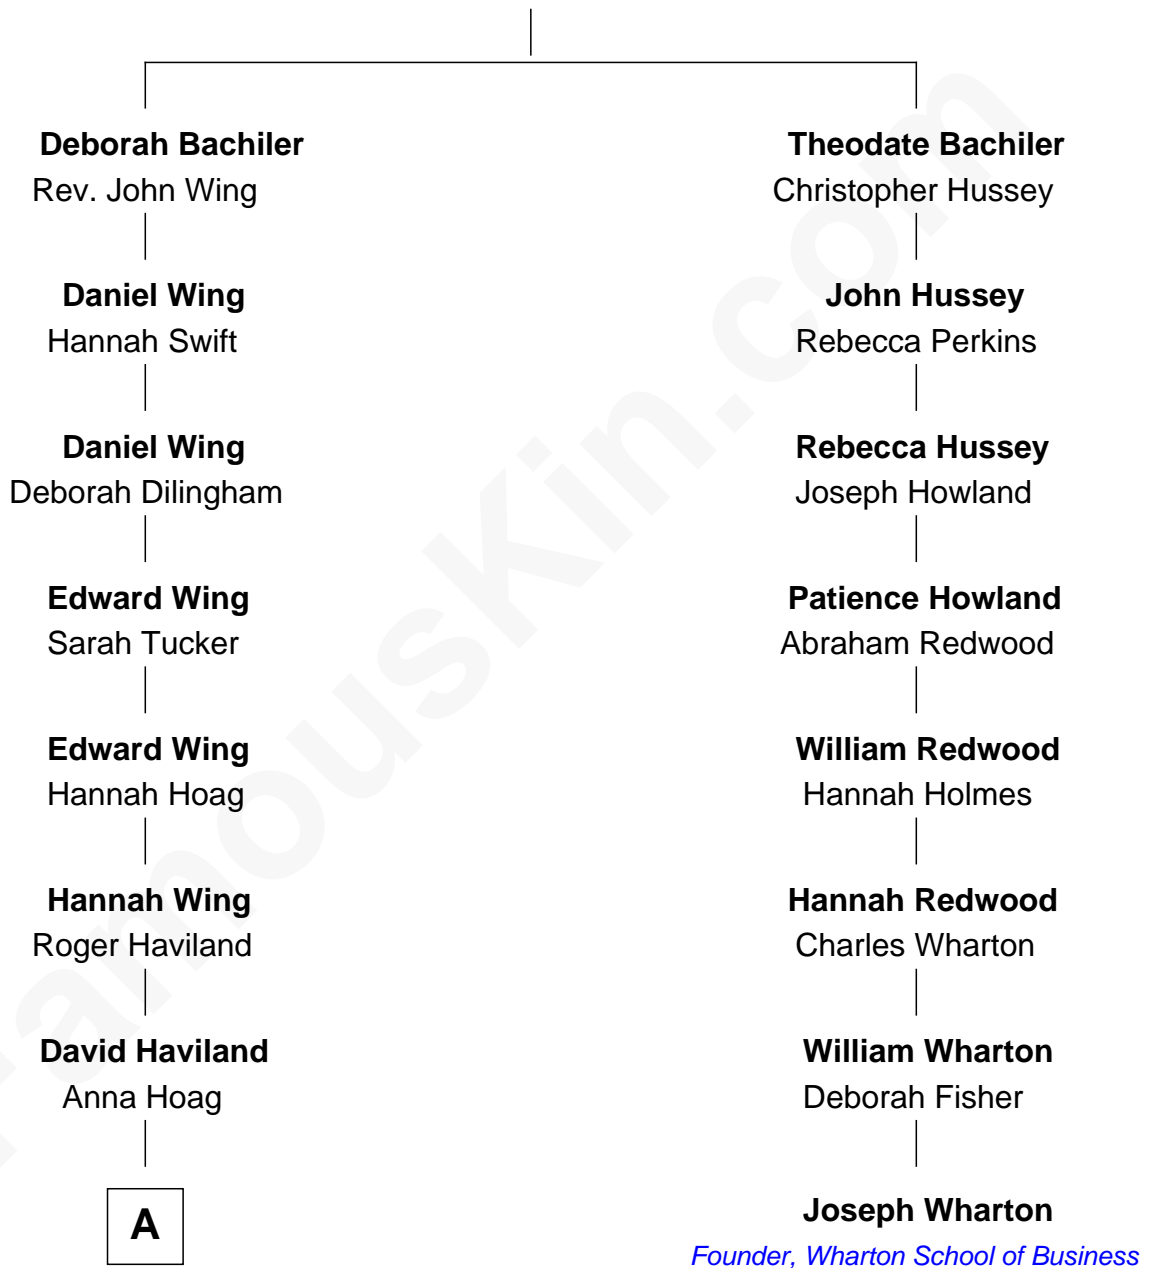 Deborah Bachiler
Rev. John Wing
Daniel Wing
Hannah Swift
Daniel Wing
Deborah Dilingham
Edward Wing
Sarah Tucker
Edward Wing
Hannah Hoag
Hannah Wing
Roger Haviland
David Haviland
Anna Hoag
A
Theodate Bachiler
Christopher Hussey
John Hussey
Rebecca Perkins
Rebecca Hussey
Joseph Howland
Patience Howland
Abraham Redwood
William Redwood
Hannah Holmes
Hannah Redwood
Charles Wharton
William Wharton
Deborah Fisher
Joseph Wharton
Founder, Wharton School of Business
FamousKin.com